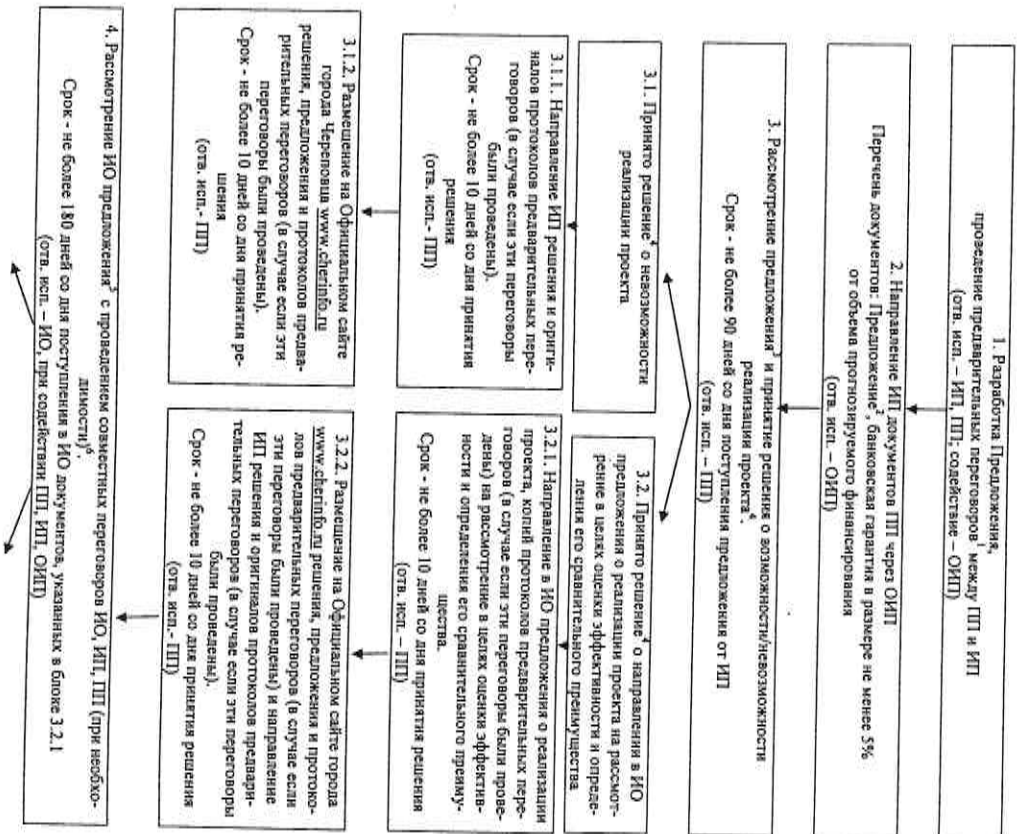 1. Разработка Предложения,
проведение предварительных переговоров¹ между ПП и ИП
(отв. исп. – ИП, ПП; содействие – ОИП)
2. Направление ИП документов ПП через ОИП
Перечень документов: Предложение², банковская гарантия в размере не менее 5%
от объема прогнозируемого финансирования
(отв. исп. – ОИП)
3. Рассмотрение предложения³ и принятие решения о возможности/невозможности
реализации проекта⁴.
Срок - не более 90 дней со дня поступления предложения от ИП
(отв. исп. – ПП)
3.1. Принято решение⁴ о невозможности
реализации проекта
3.1.1. Направление ИП решения и ориги-
налов протоколов предварительных пере-
говоров (в случае если эти переговоры
были проведены).
Срок - не более 10 дней со дня принятия
решения
(отв. исп.- ПП)
3.1.2. Размещение на Официальном сайте
города Череповца www.cherinfo.ru
решения, предложения и протоколов предва-
рительных переговоров (в случае если эти
переговоры были проведены).
Срок - не более 10 дней со дня принятия ре-
шения
(отв. исп.- ПП)
3.2. Принято решение⁴ о направлении в ИО
предложения о реализации проекта на рассмот-
рение в целях оценки эффективности и опреде-
ления его сравнительного преимущества
3.2.1. Направление в ИО предложения о реализации
проекта, копий протоколов предварительных пере-
говоров (в случае если эти переговоры были прове-
дены) на рассмотрение в целях оценки эффектив-
ности и определения его сравнительного преиму-
щества.
Срок - не более 10 дней со дня принятия решения
(отв. исп. – ПП)
3.2.2. Размещение на Официальном сайте города
www.cherinfo.ru решения, предложения и протоко-
лов предварительных переговоров (в случае если
эти переговоры были проведены) и направление
ИП решения и оригиналов протоколов предвари-
тельных переговоров (в случае если эти переговоры
были проведены).
Срок - не более 10 дней со дня принятия решения
(отв. исп.- ПП)
4. Рассмотрение ИО предложения⁵ с проведением совместных переговоров ИО, ИП, ПП (при необхо-
димости)⁶.
Срок - не более 180 дней со дня поступления в ИО документов, указанных в блоке 3.2.1
(отв. исп. – ИО, при содействии ПП, ИП, ОИП)